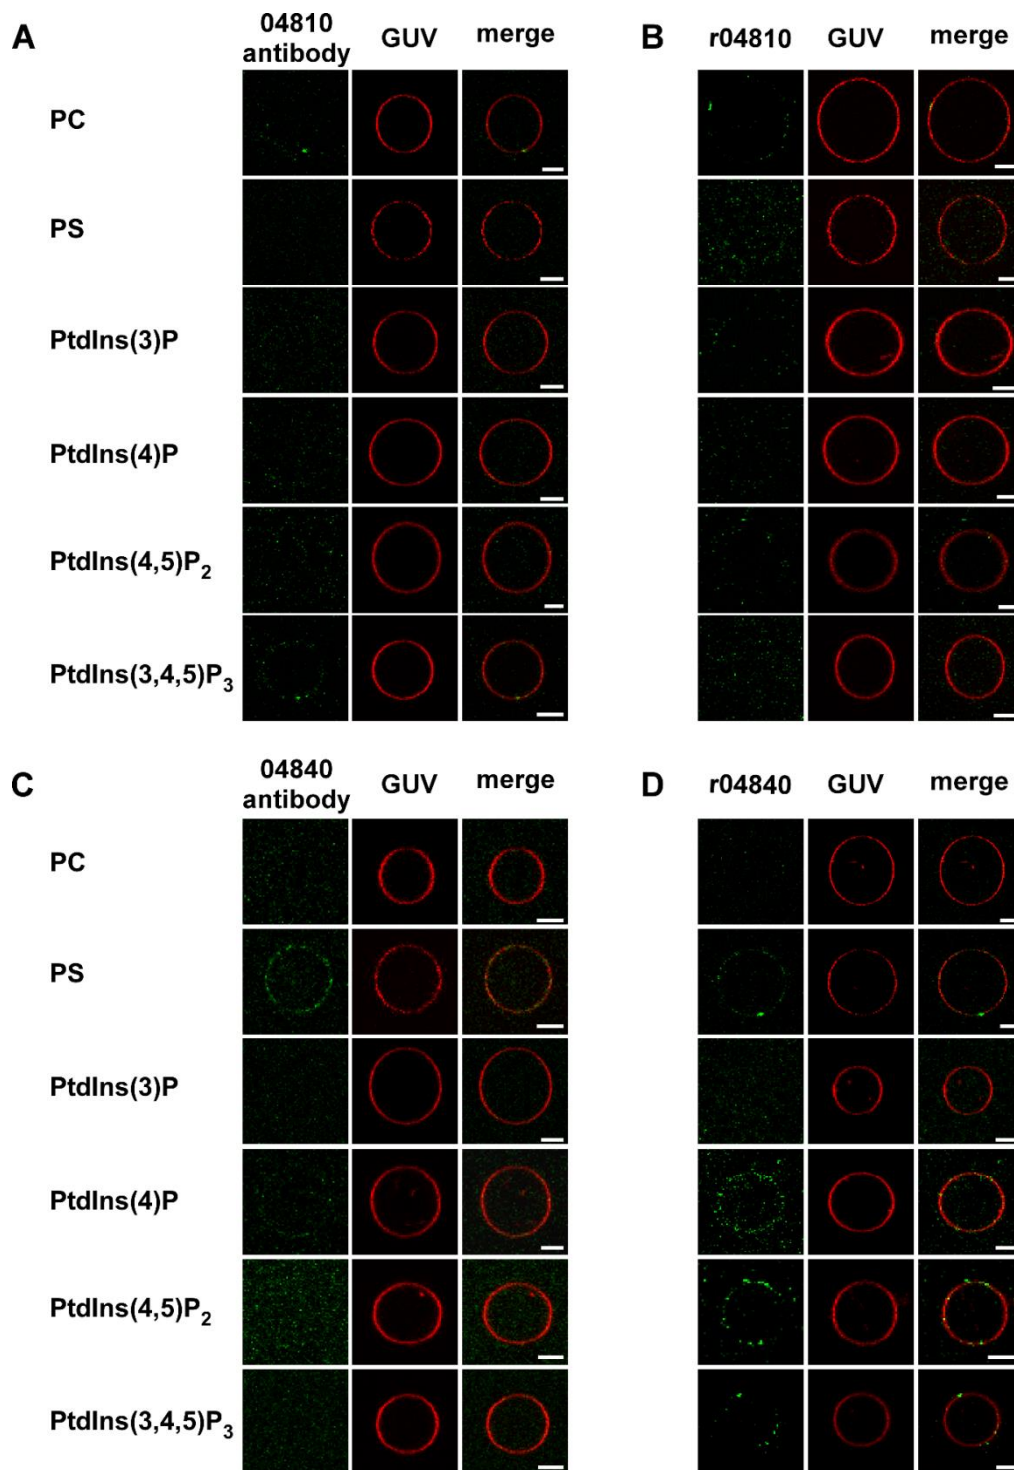 A
04810
antibody
GUV
merge
B
r04810
GUV
merge
PC
PS
PtdIns(3)P
PtdIns(4)P
PtdIns(4,5)P2
PtdIns(3,4,5)P3
C
04840
antibody
GUV
merge
D
r04840
GUV
merge
PC
PS
PtdIns(3)P
PtdIns(4)P
PtdIns(4,5)P2
PtdIns(3,4,5)P3